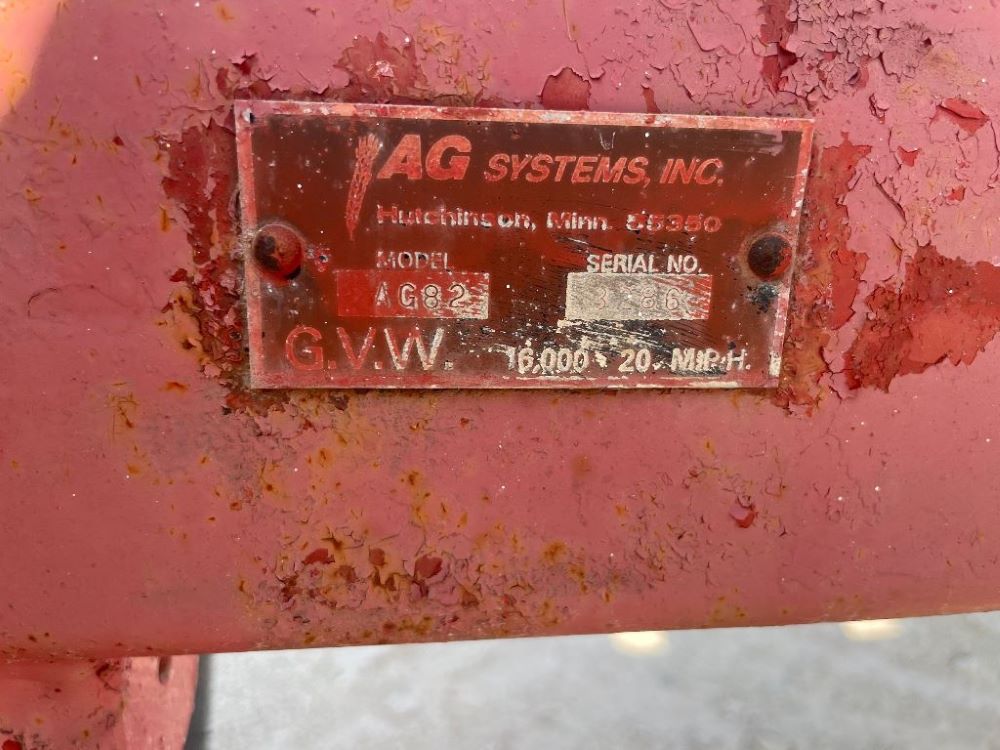 AG SYSTEMS, INC.
Hutchinson, Minn. 55350
MODEL SERIAL NO.
AG82
G.V.W. 16,000 20 M.P.H.